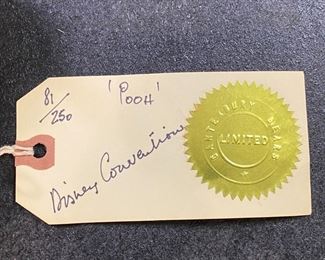 81/250
'POOH'
Disney Convention
CANTERBURY BEARS
LIMITED